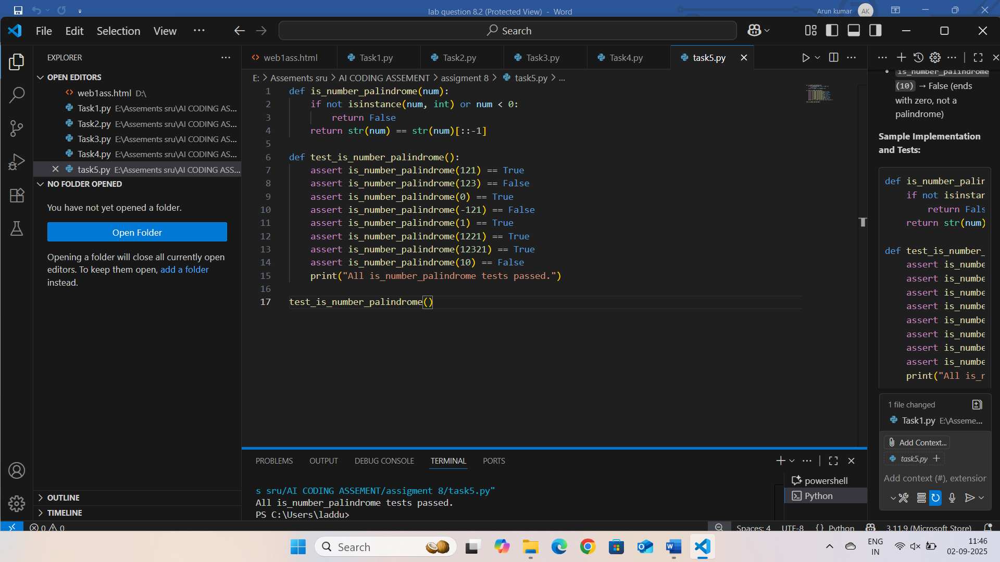 lab question 8.2 (Protected View) - Word
Arun kumar
AK
File Edit Selection View ···
Search
EXPLORER
OPEN EDITORS
web1ass.html D:\
Task1.py E:\Assements sru\AI CODING AS...
Task2.py E:\Assements sru\AI CODING AS...
Task3.py E:\Assements sru\AI CODING AS...
Task4.py E:\Assements sru\AI CODING AS...
task5.py E:\Assements sru\AI CODING ASS...
NO FOLDER OPENED
You have not yet opened a folder.
Open Folder
Opening a folder will close all currently open
editors. To keep them open, add a folder
instead.
OUTLINE
TIMELINE
web1ass.html Task1.py Task2.py Task3.py Task4.py task5.py
E: > Assements sru > AI CODING ASSEMENT > assigment 8 > task5.py > ...
1 def is_number_palindrome(num):
2     if not isinstance(num, int) or num < 0:
3         return False
4     return str(num) == str(num)[::-1]
5
6 def test_is_number_palindrome():
7     assert is_number_palindrome(121) == True
8     assert is_number_palindrome(123) == False
9     assert is_number_palindrome(0) == True
10     assert is_number_palindrome(-121) == False
11     assert is_number_palindrome(1) == True
12     assert is_number_palindrome(1221) == True
13     assert is_number_palindrome(12321) == True
14     assert is_number_palindrome(10) == False
15     print("All is_number_palindrome tests passed.")
16
17 test_is_number_palindrome()
PROBLEMS OUTPUT DEBUG CONSOLE TERMINAL PORTS
s sru/AI CODING ASSEMENT/assigment 8/task5.py"
All is_number_palindrome tests passed.
PS C:\Users\laddu>
powershell
Python
is_number_palindrome
(10) → False (ends
with zero, not a
palindrome)
Sample Implementation
and Tests:
def is_number_palin
    if not isinstan
        return Fals
    return str(num)
def test_is_number_
    assert is_numbe
    assert is_numbe
    assert is_numbe
    assert is_numbe
    assert is_numbe
    assert is_numbe
    assert is_numbe
    assert is_numbe
    print("All is_n
1 file changed
Task1.py E:\Asseme...
Add Context...
task5.py
Add context (#), extension
0 0
Spaces: 4 UTF-8 {} Python 3.11.9 (Microsoft Store)
Search
ENG
IN
11:46
02-09-2025